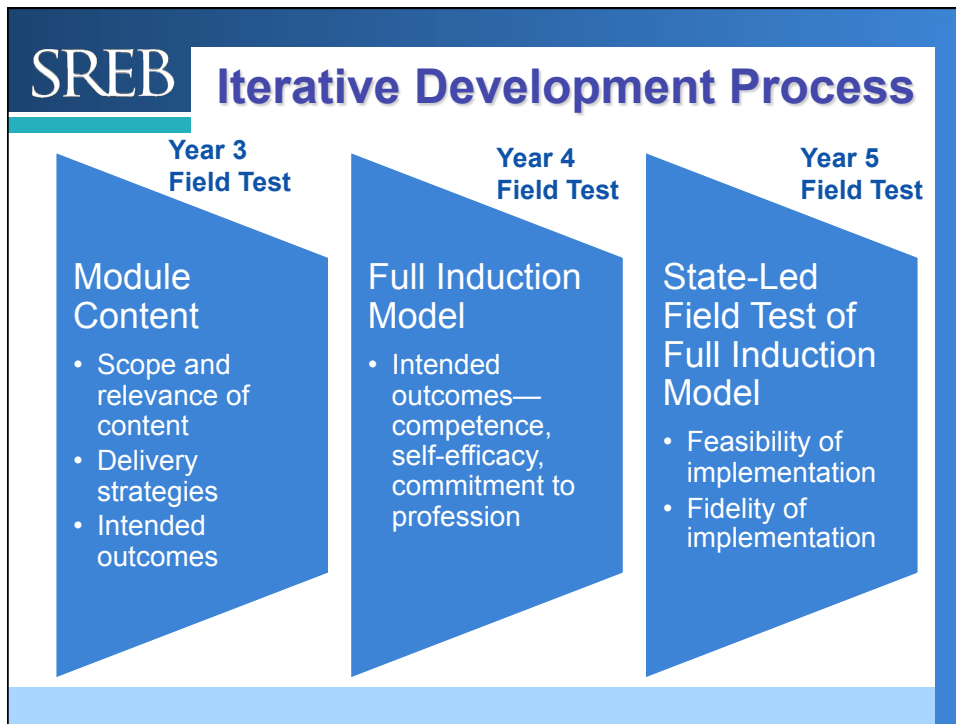 SREB
Iterative Development Process
Year 3
Field Test
Module
Content
• Scope and
relevance of
content
• Delivery
strategies
• Intended
outcomes
Year 4
Field Test
Full Induction
Model
• Intended
outcomes—
competence,
self-efficacy,
commitment to
profession
Year 5
Field Test
State-Led
Field Test of
Full Induction
Model
• Feasibility of
implementation
• Fidelity of
implementation